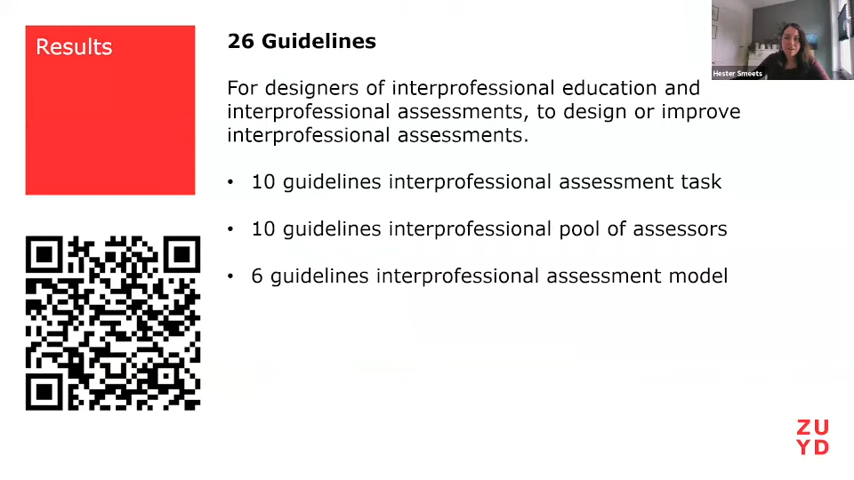 Results
26 Guidelines
Hester Smeets
For designers of interprofessional education and
interprofessional assessments, to design or improve
interprofessional assessments.
• 10 guidelines interprofessional assessment task
• 10 guidelines interprofessional pool of assessors
• 6 guidelines interprofessional assessment model
ZU
YD